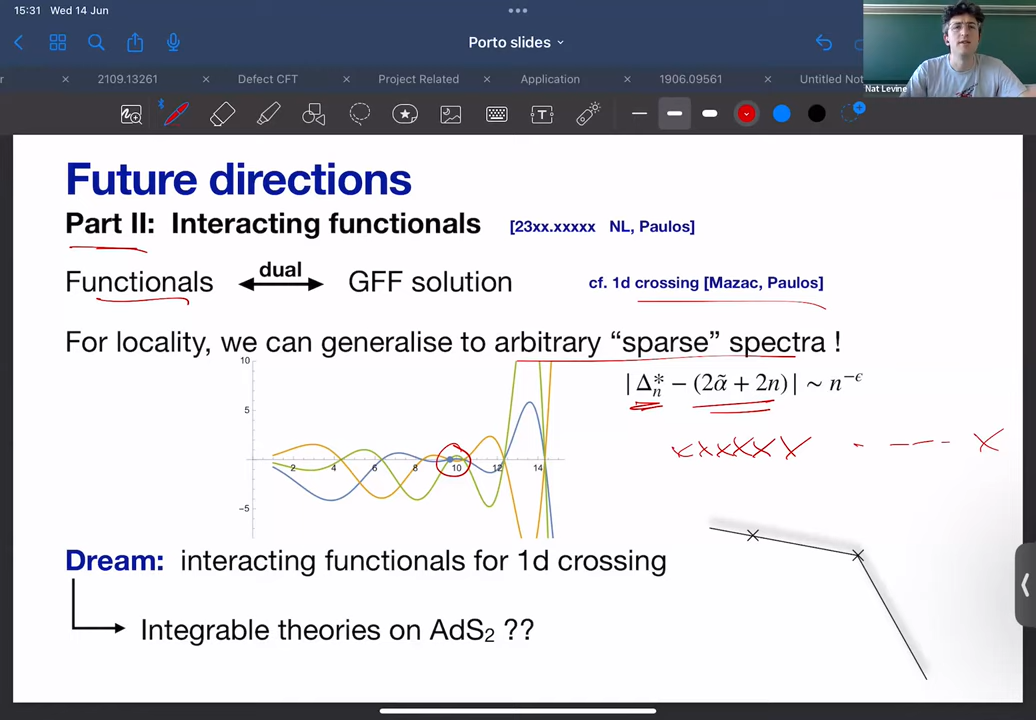 15:31 Wed 14 Jun
Porto slides
r
2109.13261
Defect CFT
Project Related
Application
1906.09561
Untitled Not
Nat Levine
Future directions
Part II: Interacting functionals [23xx.xxxxx NL, Paulos]
Functionals dual GFF solution cf. 1d crossing [Mazac, Paulos]
For locality, we can generalise to arbitrary “sparse” spectra !
|Δₙ* − (2α̃ + 2n)| ∼ n^{−ϵ}
10
5
-5
2 4 6 8 10 12 14
xxxxxx - --- x
Dream: interacting functionals for 1d crossing
Integrable theories on AdS₂ ??